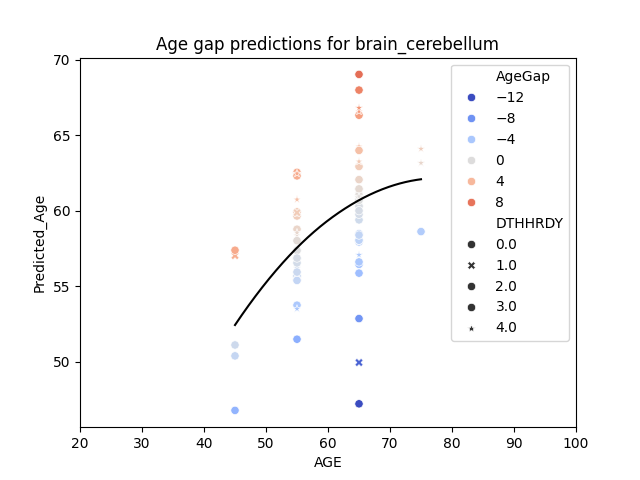 Age gap predictions for brain_cerebellum
Predicted_Age
70
65
60
55
50
20 30 40 50 60 70 80 90 100
AGE
AgeGap
−12
−8
−4
0
4
8
DTHHRDY
0.0
1.0
2.0
3.0
4.0